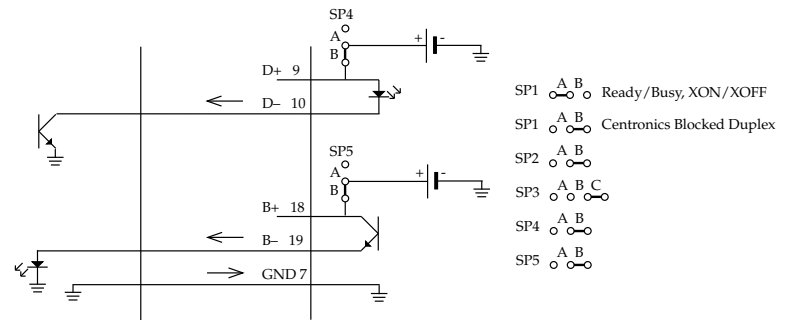 SP4
A
B
+ -
D+ 9
D– 10
SP5
A
B
+ -
B+ 18
B– 19
GND 7
SP1 A B Ready/Busy, XON/XOFF
SP1 A B Centronics Blocked Duplex
SP2 A B
SP3 A B C
SP4 A B
SP5 A B